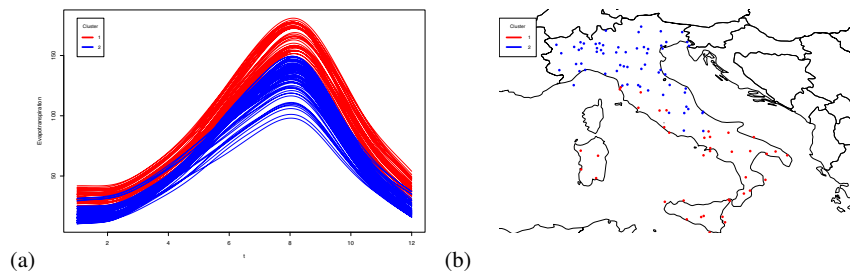 Cluster
1
2
Evapotranspiration
50
100
150
2
4
6
8
10
12
t
(a)
Cluster
1
2
(b)